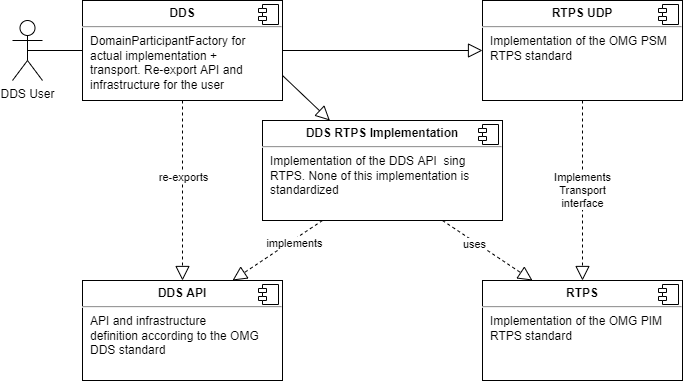 DDS
DomainParticipantFactory for
actual implementation +
transport. Re-export API and
infrastructure for the user
RTPS UDP
Implementation of the OMG PSM
RTPS standard
DDS User
DDS RTPS Implementation
Implementation of the DDS API  sing
RTPS. None of this implementation is
standardized
re-exports
Implements
Transport
interface
implements
uses
DDS API
API and infrastructure
definition according to the OMG
DDS standard
RTPS
Implementation of the OMG PIM
RTPS standard